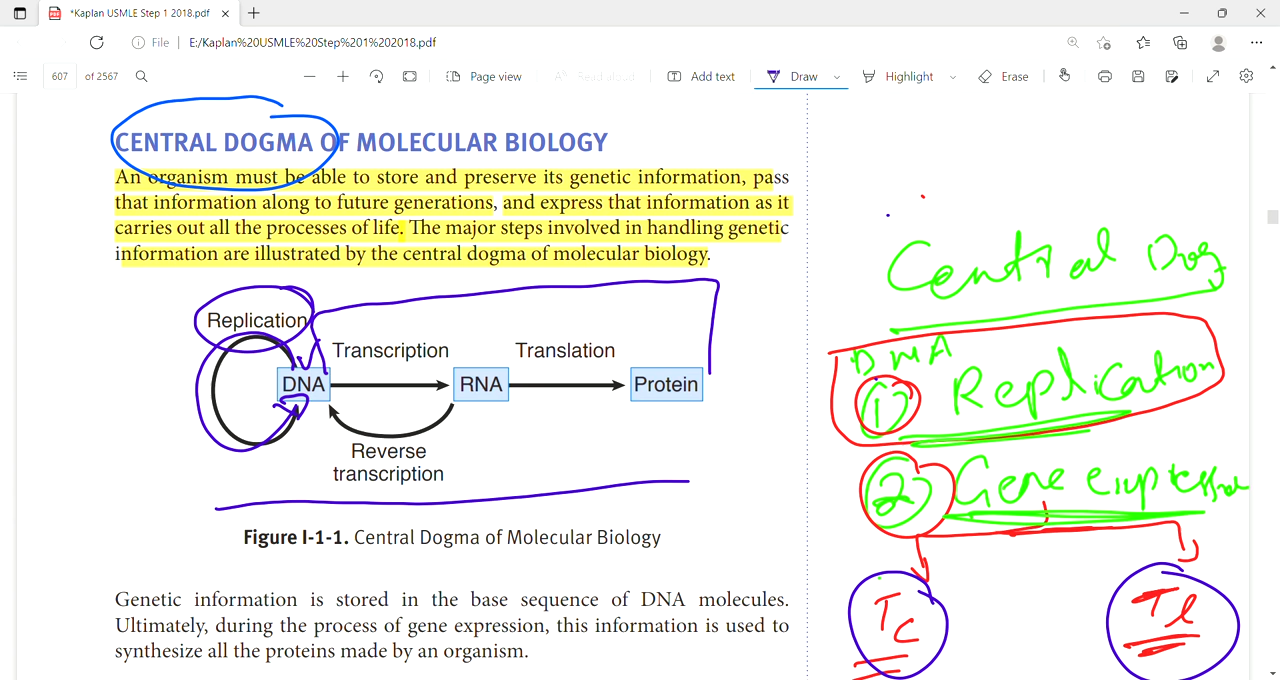 *Kaplan USMLE Step 1 2018.pdf
File
E:/Kaplan%20USMLE%20Step%201%202018.pdf
607 of 2567
Page view
Read aloud
Add text
Draw
Highlight
Erase
CENTRAL DOGMA OF MOLECULAR BIOLOGY
An organism must be able to store and preserve its genetic information, pass
that information along to future generations, and express that information as it
carries out all the processes of life. The major steps involved in handling genetic
information are illustrated by the central dogma of molecular biology.
Replication
Transcription
Translation
DNA
RNA
Protein
Reverse
transcription
Figure I-1-1. Central Dogma of Molecular Biology
Genetic information is stored in the base sequence of DNA molecules.
Ultimately, during the process of gene expression, this information is used to
synthesize all the proteins made by an organism.
Central Dog
DNA
① Replication
② Gene
Tc
Tl